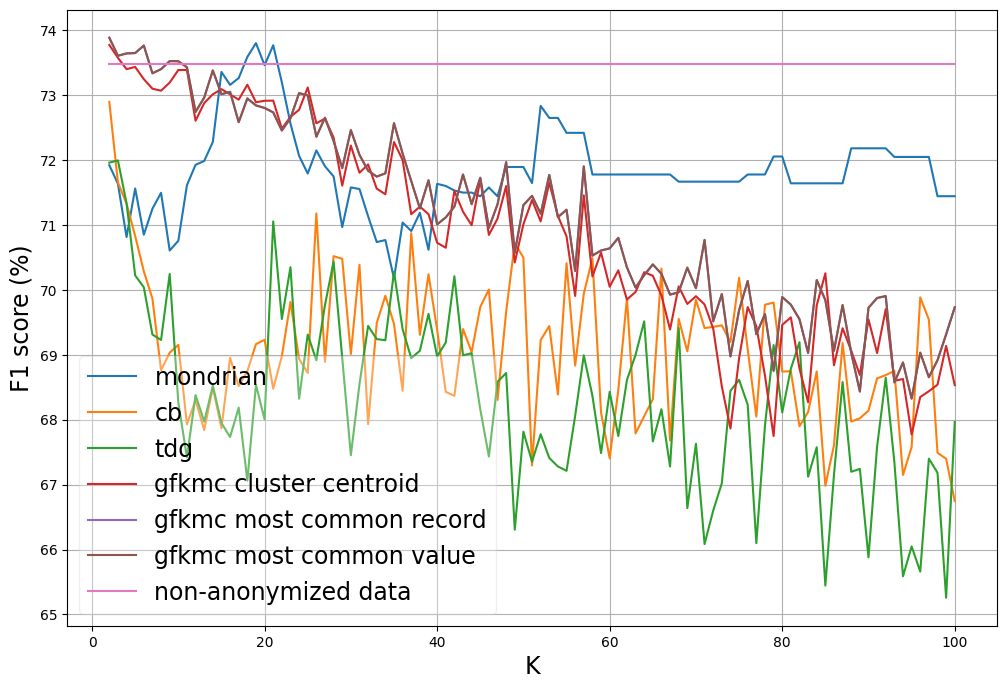 F1 score (%)
74
73
72
71
70
69
68
67
66
65
mondrian
cb
tdg
gfkmc cluster centroid
gfkmc most common record
gfkmc most common value
non-anonymized data
0 20 40 60 80 100
K